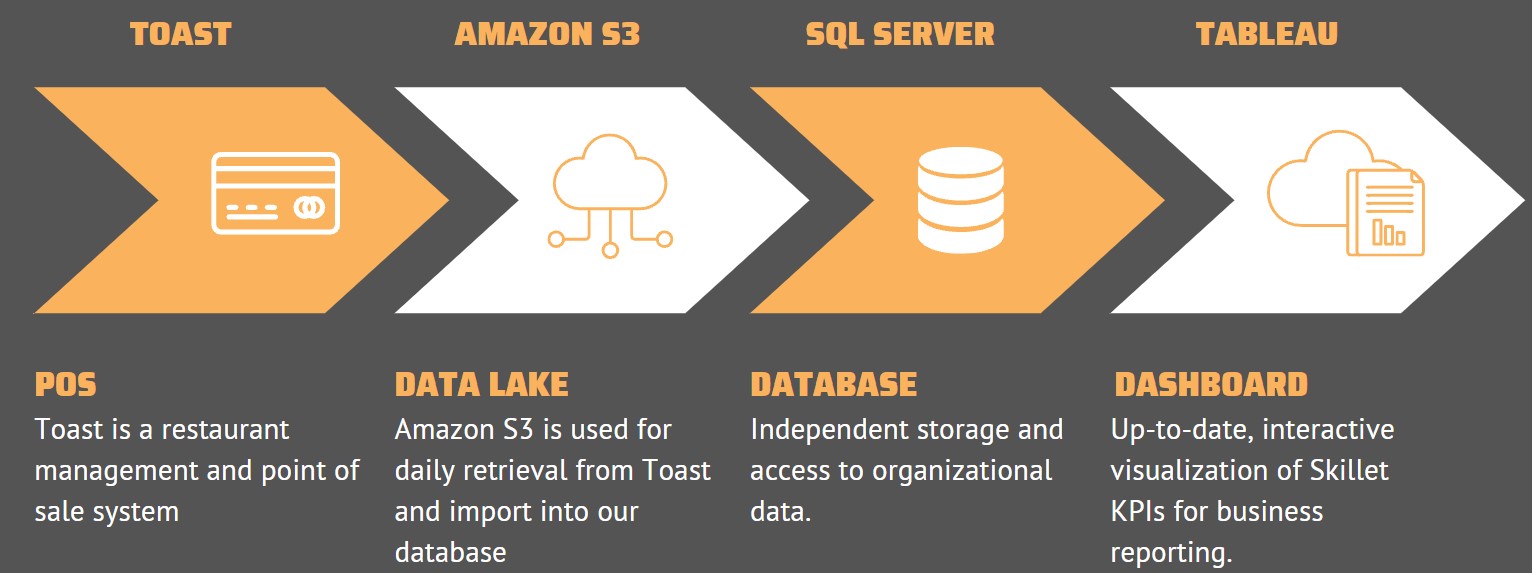 TOAST
AMAZON S3
SQL SERVER
TABLEAU
POS
Toast is a restaurant
management and point of
sale system
DATA LAKE
Amazon S3 is used for
daily retrieval from Toast
and import into our
database
DATABASE
Independent storage and
access to organizational
data.
DASHBOARD
Up-to-date, interactive
visualization of Skillet
KPIs for business
reporting.